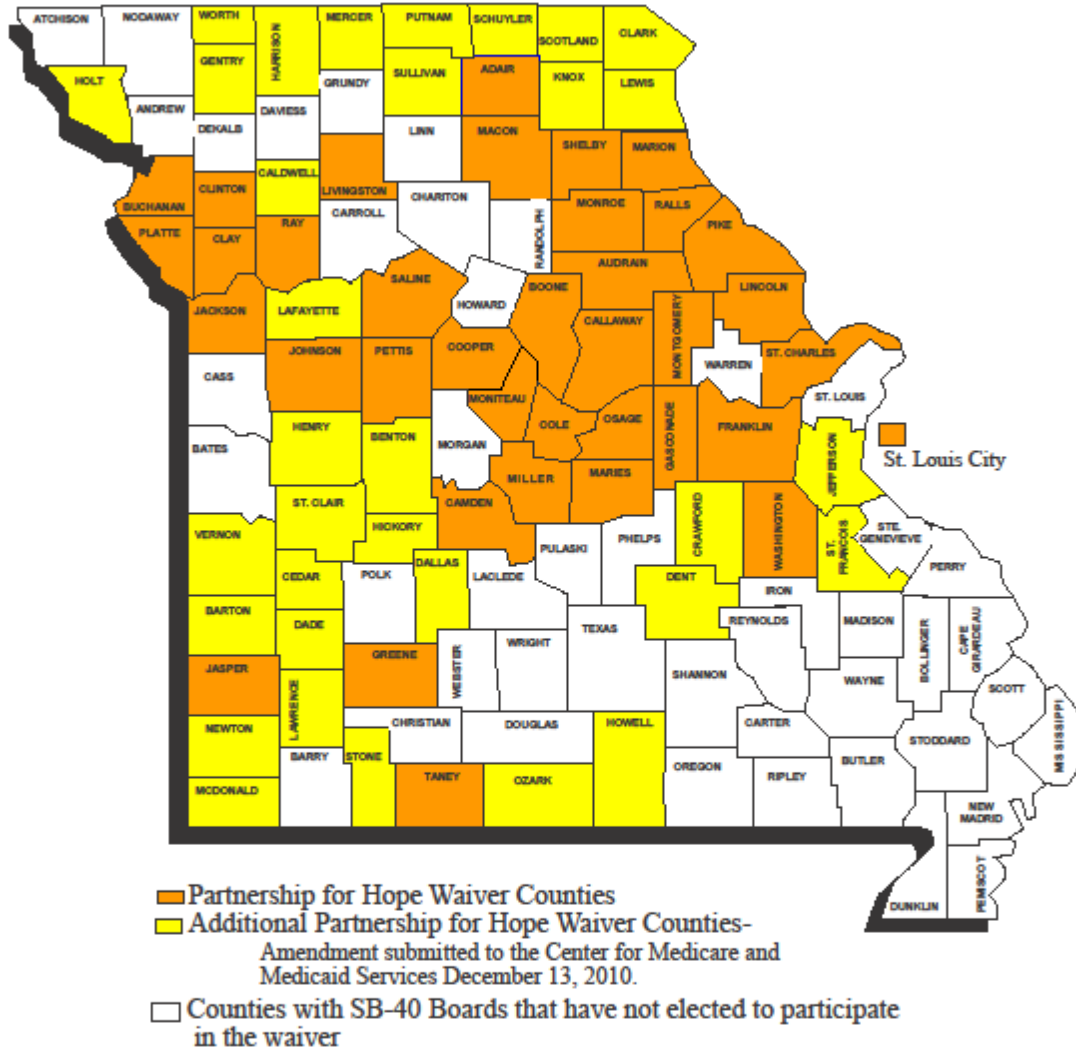 ATCHISON
NODAWAY
WORTH
HARRISON
MERCER
PUTNAM
SCHUYLER
SCOTLAND
CLARK
GENTRY
HOLT
ANDREW
DEKALB
DAVIESS
GRUNDY
SULLIVAN
ADAIR
KNOX
LEWIS
LINN
MACON
SHELBY
MARION
BUCHANAN
CLINTON
CALDWELL
LIVINGSTON
CHARITON
CARROLL
RANDOLPH
MONROE
RALLS
PIKE
PLATTE
CLAY
RAY
SALINE
HOWARD
BOONE
AUDRAIN
LINCOLN
JACKSON
LAFAYETTE
CALLAWAY
MONTGOMERY
WARREN
ST. CHARLES
JOHNSON
PETTIS
COOPER
CASS
MONITEAU
COLE
OSAGE
GASCONADE
FRANKLIN
ST. LOUIS
JEFFERSON
St. Louis City
BATES
HENRY
BENTON
MORGAN
MILLER
MARIES
ST. CLAIR
CAMDEN
CRAWFORD
WASHINGTON
ST.
FRANCOIS
STE.
GENEVIEVE
VERNON
HICKORY
PULASKI
PHELPS
PERRY
CEDAR
POLK
DALLAS
LACLEDE
DENT
IRON
BARTON
DADE
TEXAS
REYNOLDS
MADISON
BOLLINGER
CAPE
GIRARDEAU
JASPER
GREENE
WEBSTER
WRIGHT
SHANNON
WAYNE
SCOTT
MISSISSIPPI
NEWTON
LAWRENCE
CHRISTIAN
DOUGLAS
HOWELL
CARTER
STODDARD
MCDONALD
BARRY
STONE
TANEY
OZARK
OREGON
RIPLEY
BUTLER
NEW
MADRID
DUNKLIN
PEMSCOT
Partnership for Hope Waiver Counties
Additional Partnership for Hope Waiver Counties-
Amendment submitted to the Center for Medicare and
Medicaid Services December 13, 2010.
Counties with SB-40 Boards that have not elected to participate
in the waiver